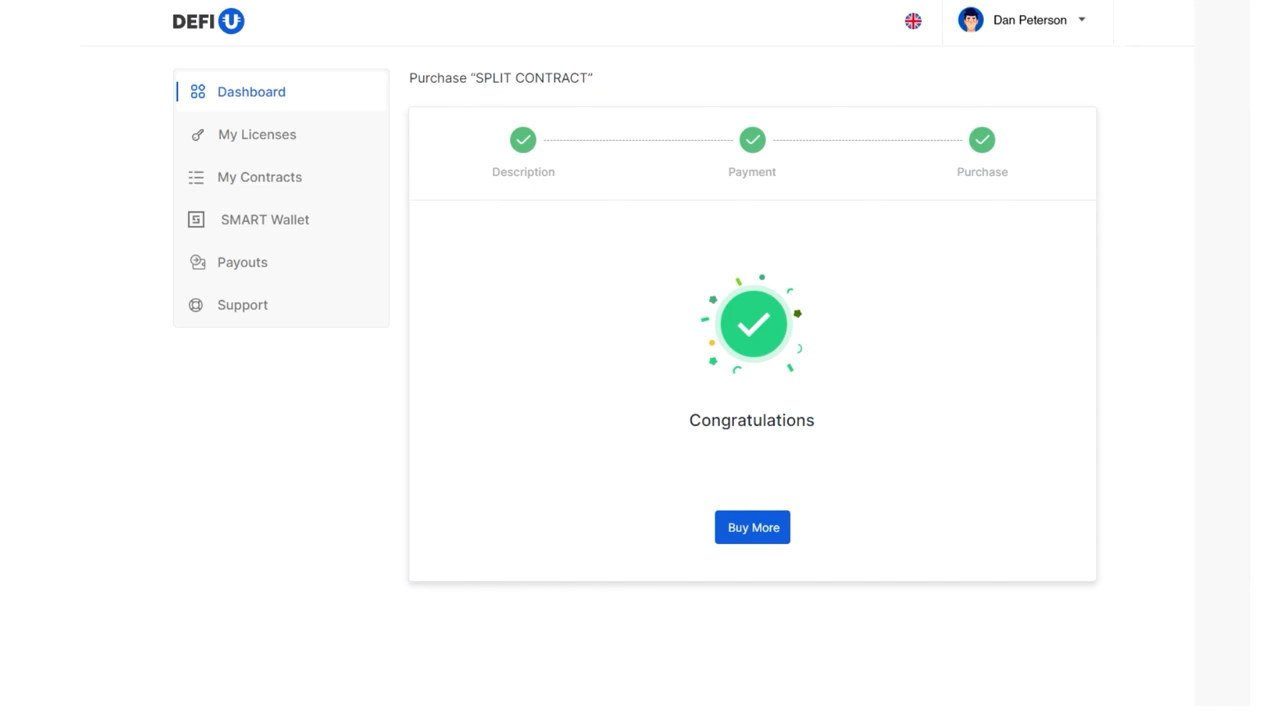 DEFI U
Dan Peterson
Dashboard
My Licenses
My Contracts
SMART Wallet
Payouts
Support
Purchase “SPLIT CONTRACT”
Description
Payment
Purchase
Congratulations
Buy More